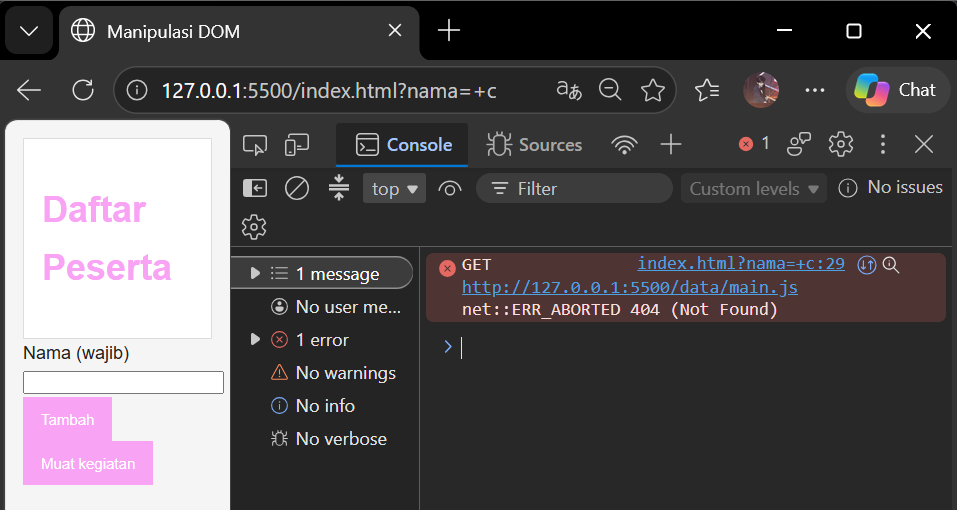 Manipulasi DOM
127.0.0.1:5500/index.html?nama=+c
aあ
Chat
Daftar
Peserta
Nama (wajib)
Tambah
Muat kegiatan
Console
Sources
1
top
Filter
Custom levels
No issues
1 message
No user me...
1 error
No warnings
No info
No verbose
GET index.html?nama=+c:29
http://127.0.0.1:5500/data/main.js
net::ERR_ABORTED 404 (Not Found)